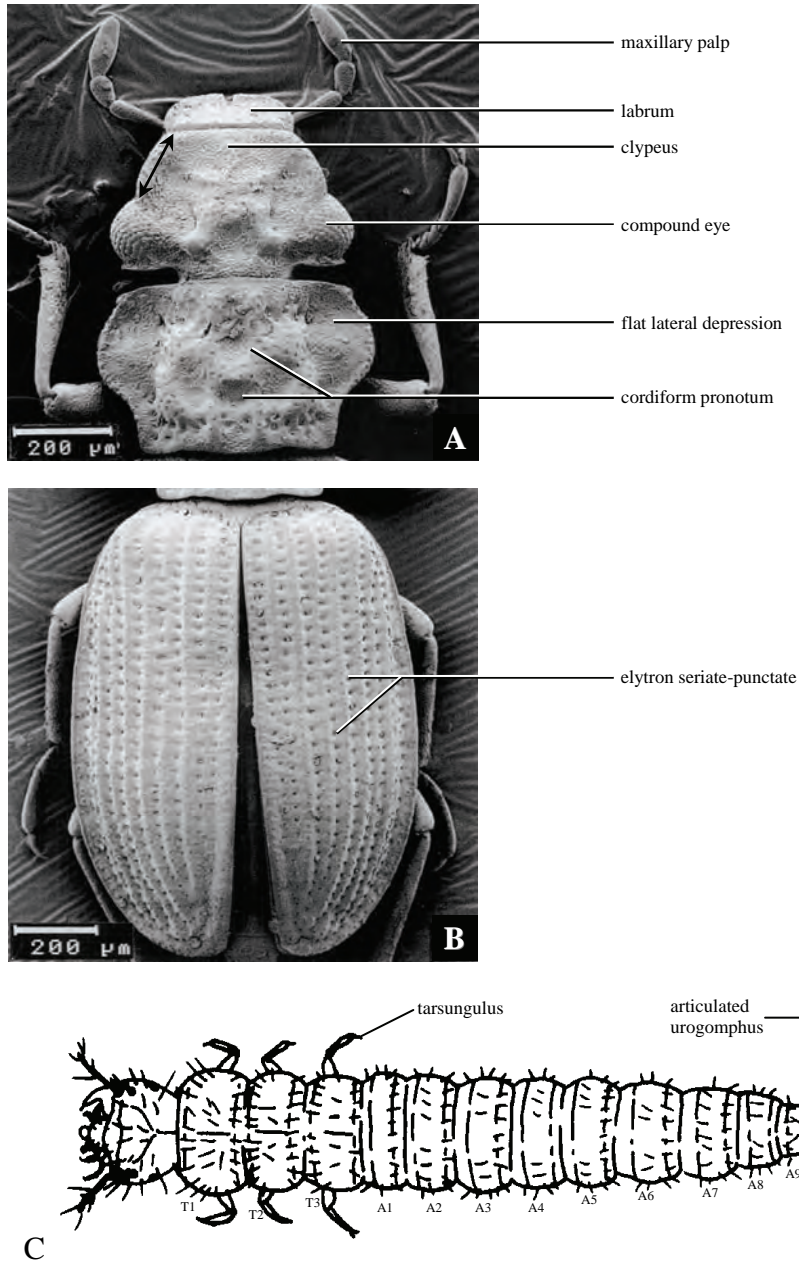 maxillary palp
labrum
clypeus
compound eye
flat lateral depression
cordiform pronotum
200 µm
A
elytron seriate-punctate
200 µm
B
tarsungulus
articulated
urogomphus
T1
T2
T3
A1
A2
A3
A4
A5
A6
A7
A8
A9
C